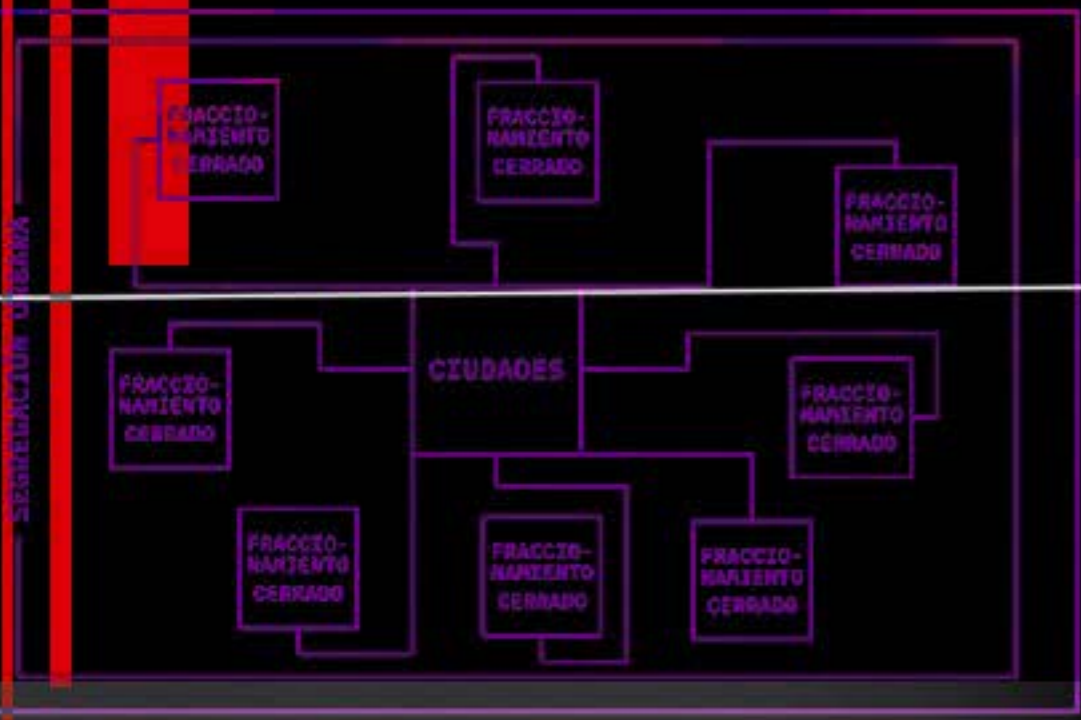 SEGREGACIÓN URBANA
FRACCIO-
NAMIENTO
CERRADO
FRACCIO-
NAMIENTO
CERRADO
FRACCIO-
NAMIENTO
CERRADO
FRACCIO-
NAMIENTO
CERRADO
CIUDADES
FRACCIO-
NAMIENTO
CERRADO
FRACCIO-
NAMIENTO
CERRADO
FRACCIO-
NAMIENTO
CERRADO
FRACCIO-
NAMIENTO
CERRADO